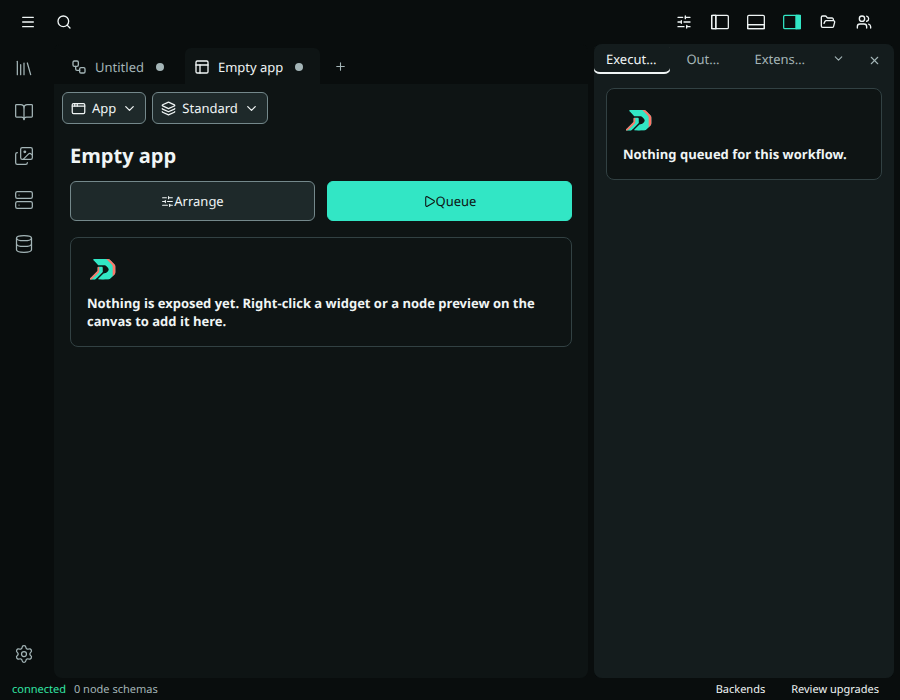 Untitled
Empty app
App
Standard
Empty app
Arrange
Queue
Nothing is exposed yet. Right-click a widget or a node preview on the
canvas to add it here.
Execut...
Out...
Extens...
Nothing queued for this workflow.
connected
0 node schemas
Backends
Review upgrades